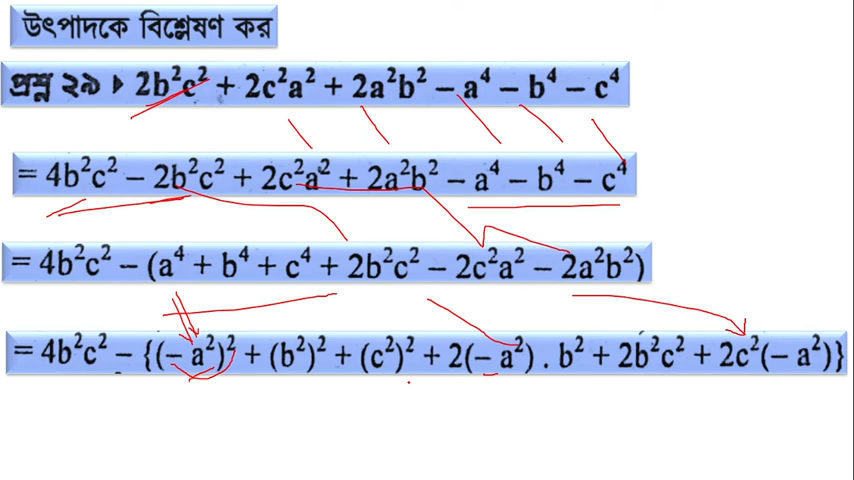 উৎপাদকে বিশ্লেষণ কর
প্রশ্ন ২৯ ▶ 2b²c² + 2c²a² + 2a²b² – a⁴ – b⁴ – c⁴
= 4b²c² – 2b²c² + 2c²a² + 2a²b² – a⁴ – b⁴ – c⁴
= 4b²c² – (a⁴ + b⁴ + c⁴ + 2b²c² – 2c²a² – 2a²b²)
= 4b²c² – {(– a²)² + (b²)² + (c²)² + 2(– a²) . b² + 2b²c² + 2c²(– a²)}